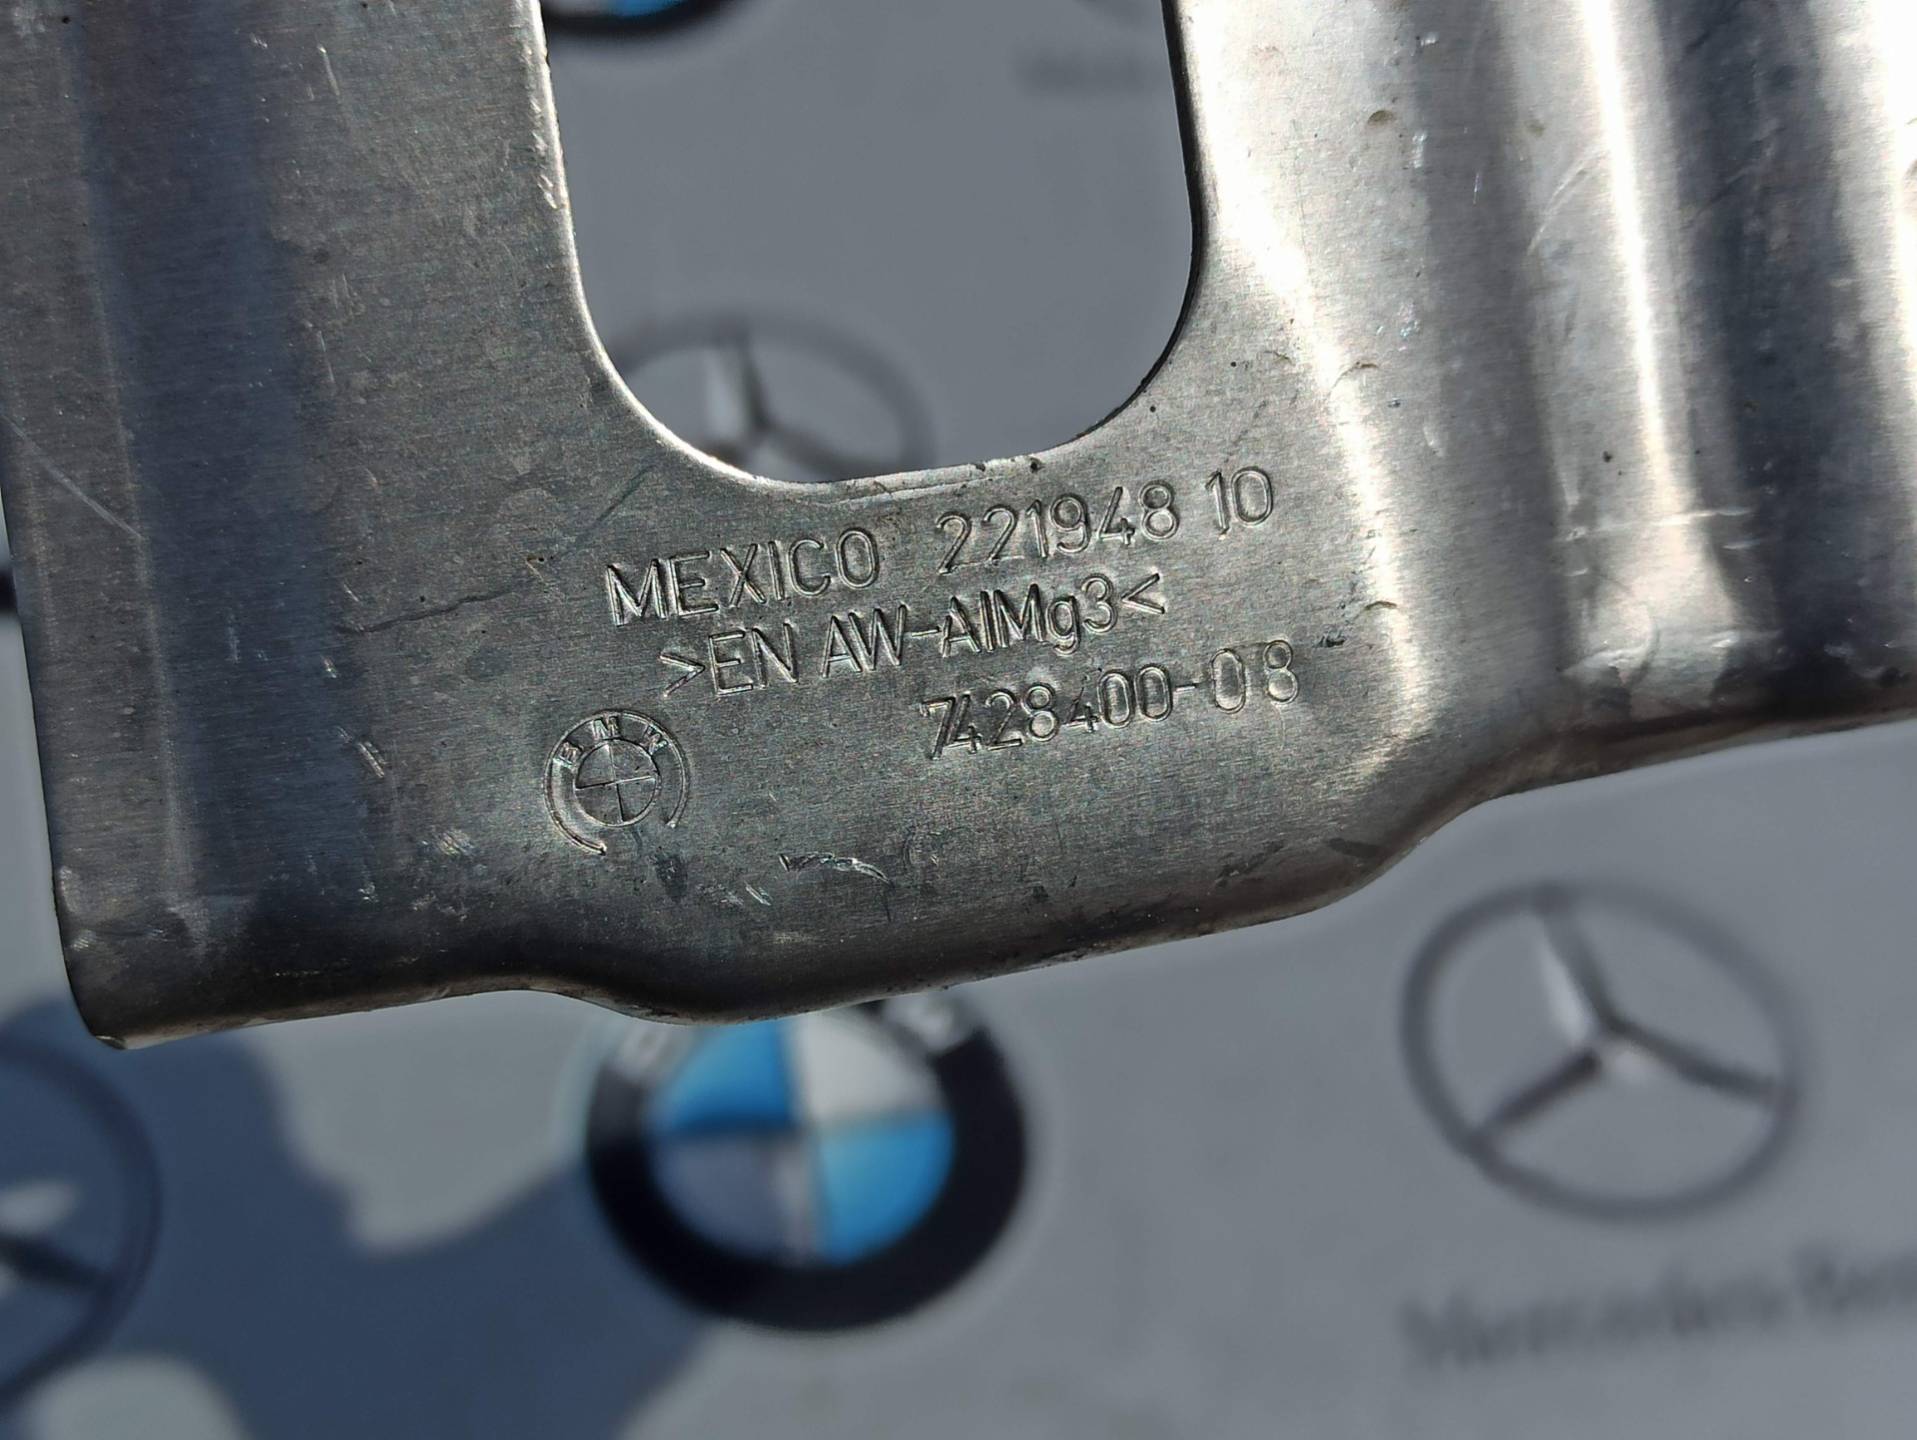 MEXICO 221948 10
>EN AW-AlMg3<
7428400-08
BMW